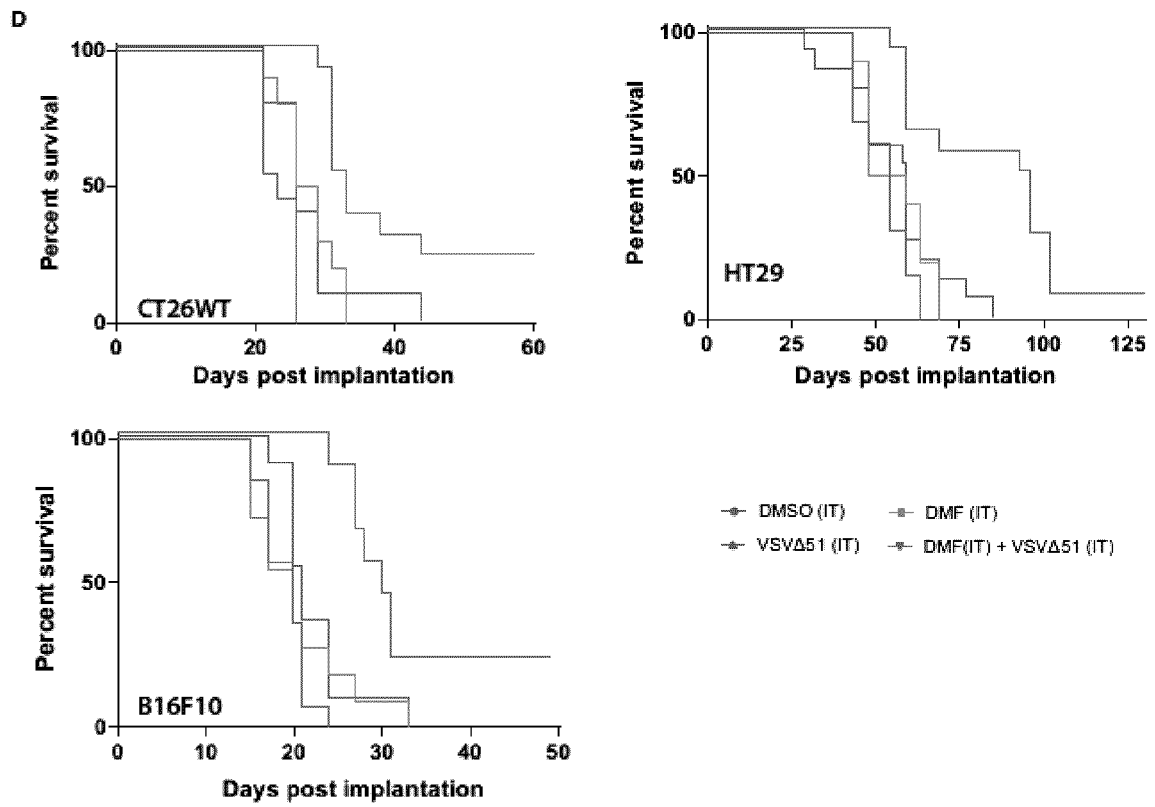 D
100
50
0
Percent survival
CT26WT
0 20 40 60
Days post implantation
100
50
0
Percent survival
HT29
0 25 50 75 100 125
Days post implantation
100
50
0
Percent survival
B16F10
0 10 20 30 40 50
Days post implantation
DMSO (IT) DMF (IT)
VSVΔ51 (IT) DMF(IT) + VSVΔ51 (IT)